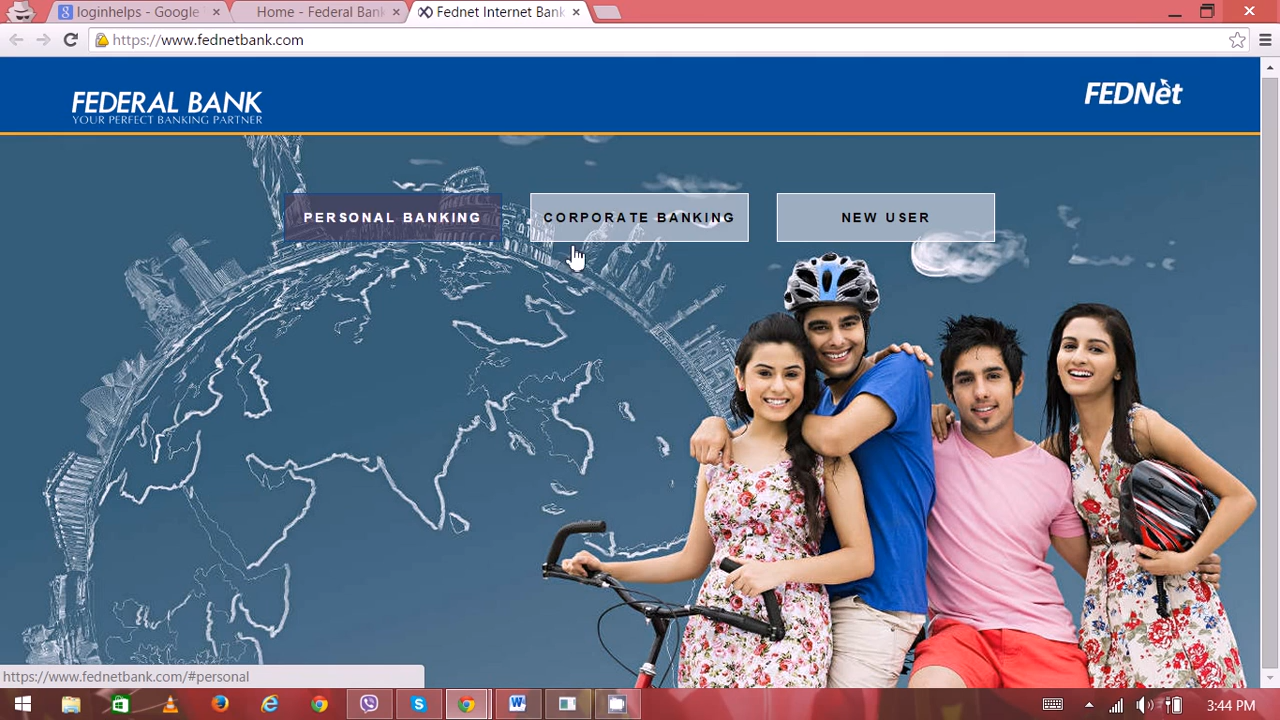 loginhelps - Google
Home - Federal Bank
Fednet Internet Bank
https://www.fednetbank.com
FEDERAL BANK
YOUR PERFECT BANKING PARTNER
FEDNet
PERSONAL BANKING
CORPORATE BANKING
NEW USER
https://www.fednetbank.com/#personal
3:44 PM